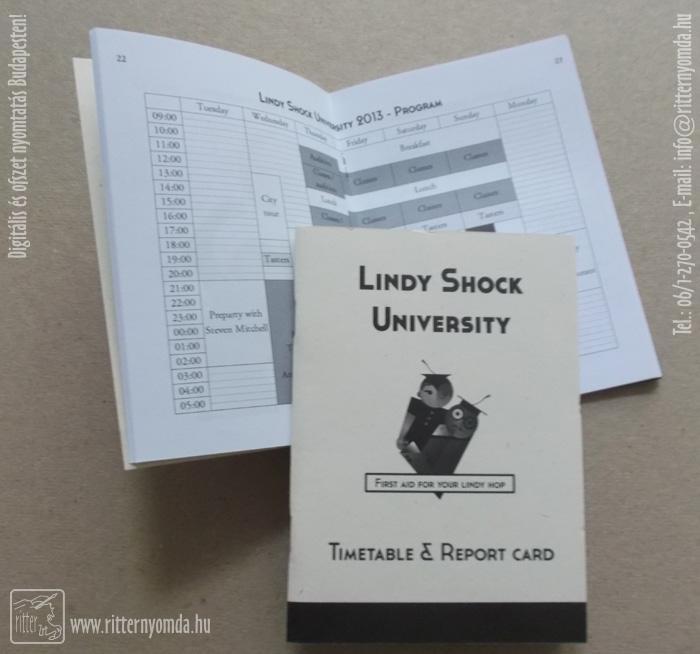 Digitális és ofszet nyomtatás Budapesten!
Tel.: 06/1-270-0542 E-mail: info@ritternyomda.hu
22
LINDY SHOCK UNIVERSITY 2013 - PROGRAM
Tuesday Wednesday Thursday Friday Saturday Sunday Monday
09:00
10:00
11:00
12:00
13:00
14:00
15:00
16:00
17:00
18:00
19:00
20:00
21:00
22:00
23:00
00:00
01:00
02:00
03:00
04:00
05:00
Breakfast
Classes Classes Classes
Lunch
Classes Classes Classes
City
tour
Tasters
Tasters
Preparty with
Steven Mitchell
LINDY SHOCK
UNIVERSITY
FIRST AID FOR YOUR LINDY HOP
TIMETABLE & REPORT CARD
ritter
www.ritternyomda.hu